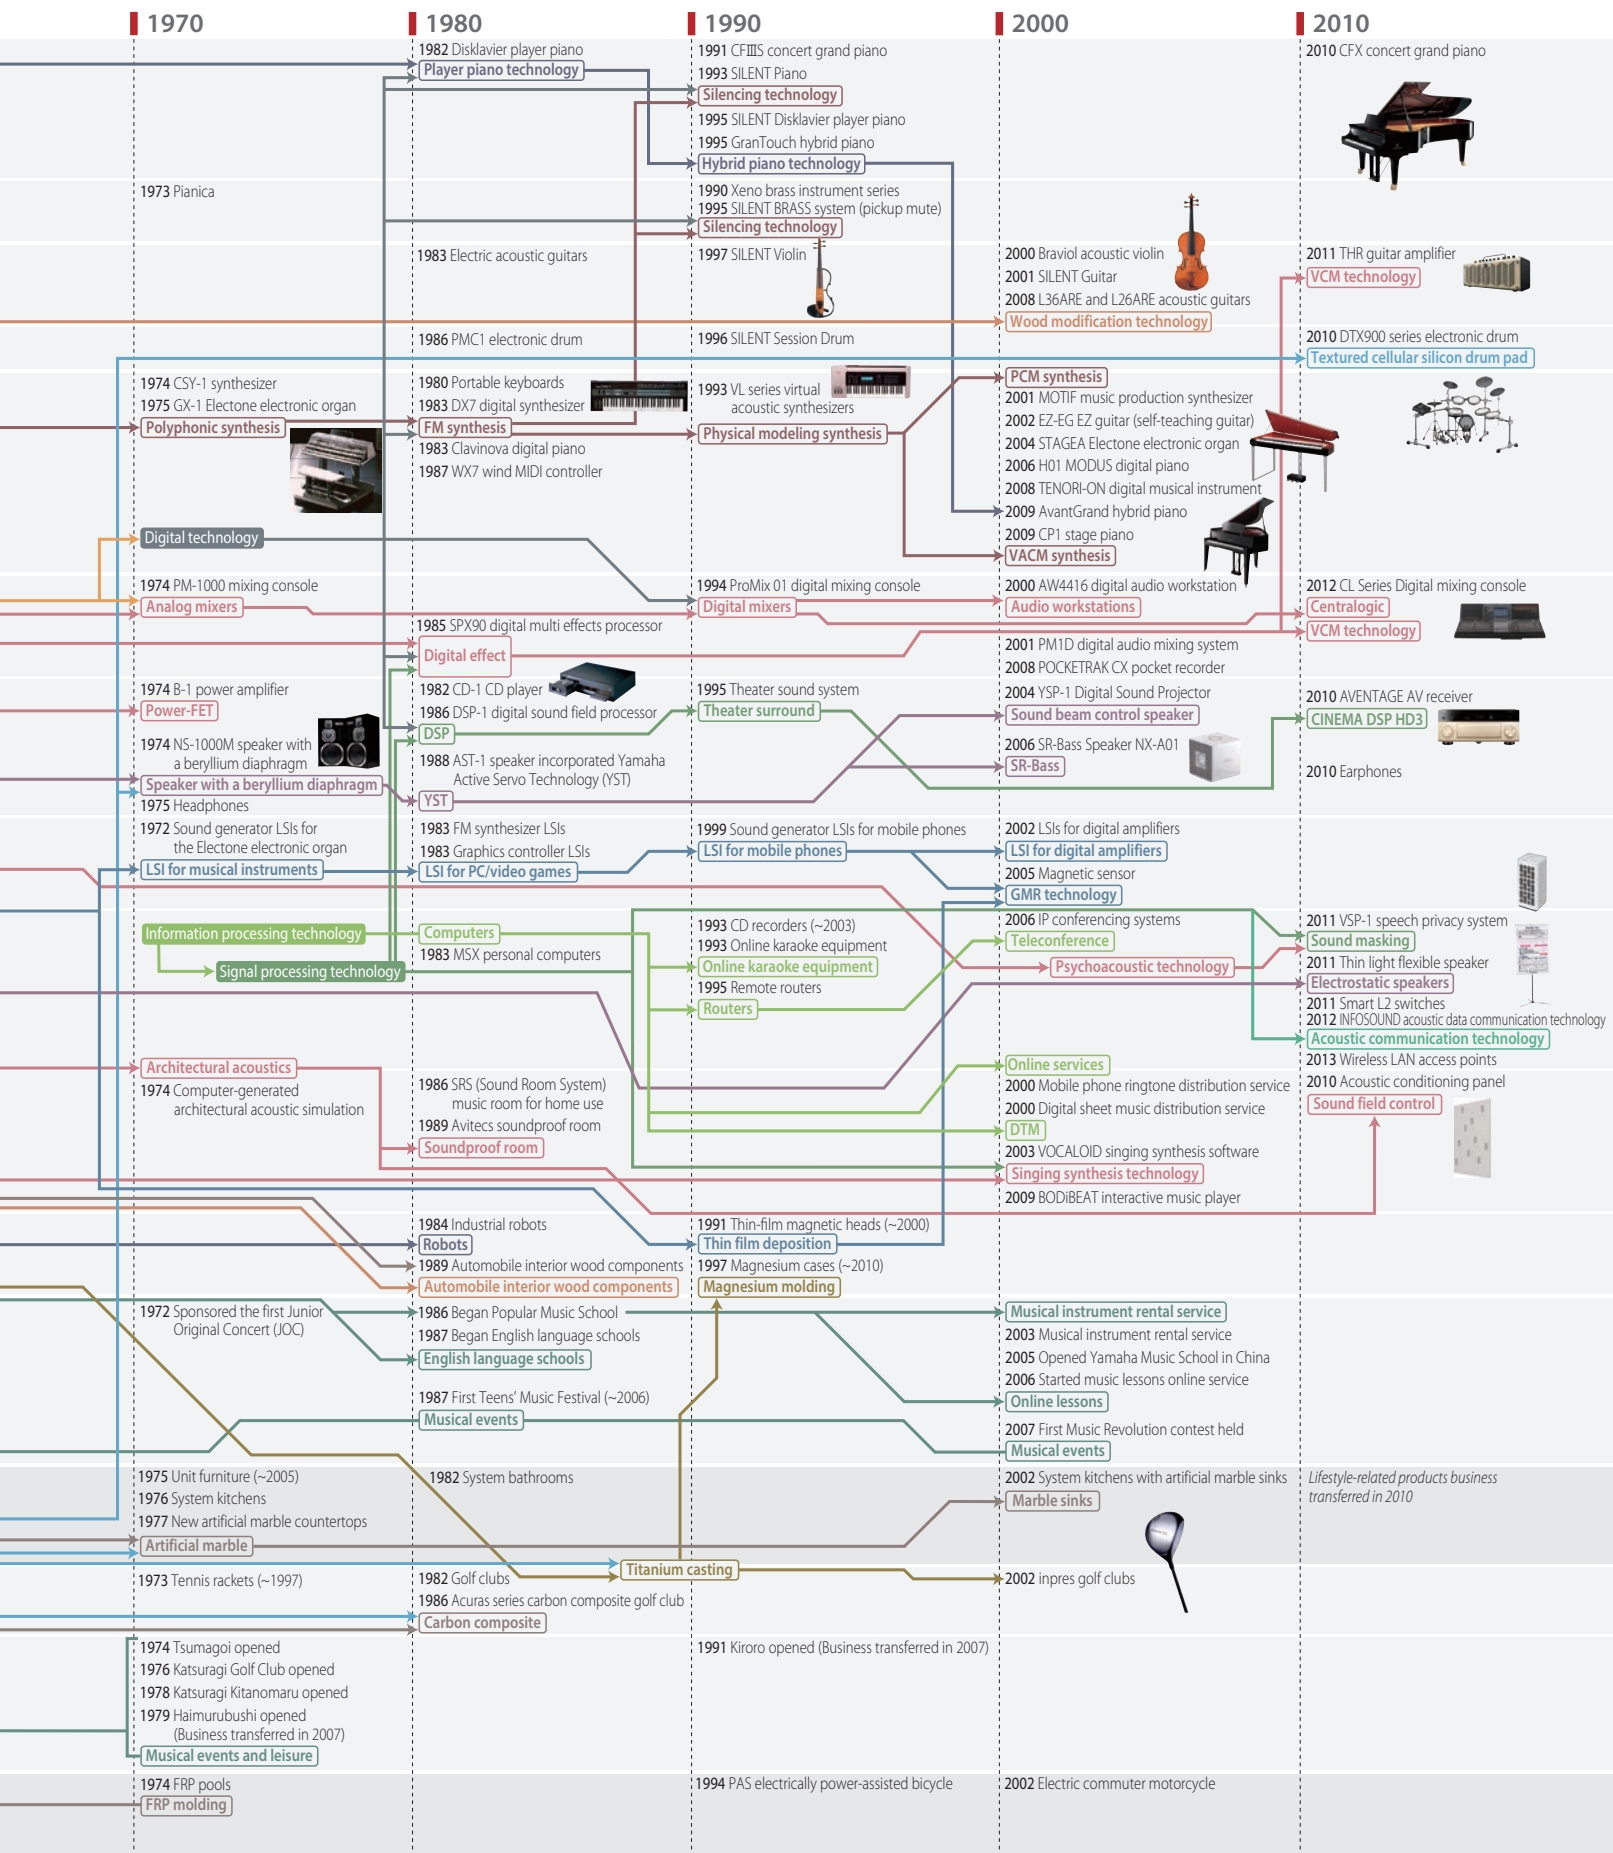 1970
1980
1990
2000
2010
1982 Disklavier player piano
Player piano technology
1991 CFⅢS concert grand piano
1993 SILENT Piano
Silencing technology
1995 SILENT Disklavier player piano
1995 GranTouch hybrid piano
Hybrid piano technology
2010 CFX concert grand piano
1973 Pianica
1990 Xeno brass instrument series
1995 SILENT BRASS system (pickup mute)
Silencing technology
1983 Electric acoustic guitars
1997 SILENT Violin
2000 Braviol acoustic violin
2001 SILENT Guitar
2008 L36ARE and L26ARE acoustic guitars
Wood modification technology
2011 THR guitar amplifier
VCM technology
1986 PMC1 electronic drum
1996 SILENT Session Drum
2010 DTX900 series electronic drum
Textured cellular silicon drum pad
1974 CSY-1 synthesizer
1975 GX-1 Electone electronic organ
Polyphonic synthesis
Digital technology
1980 Portable keyboards
1983 DX7 digital synthesizer
FM synthesis
1983 Clavinova digital piano
1987 WX7 wind MIDI controller
1993 VL series virtual
acoustic synthesizers
Physical modeling synthesis
PCM synthesis
2001 MOTIF music production synthesizer
2002 EZ-EG EZ guitar (self-teaching guitar)
2004 STAGEA Electone electronic organ
2006 H01 MODUS digital piano
2008 TENORI-ON digital musical instrument
2009 AvantGrand hybrid piano
2009 CP1 stage piano
VACM synthesis
1974 PM-1000 mixing console
Analog mixers
1985 SPX90 digital multi effects processor
Digital effect
1994 ProMix 01 digital mixing console
Digital mixers
2000 AW4416 digital audio workstation
Audio workstations
2001 PM1D digital audio mixing system
2008 POCKETRAK CX pocket recorder
2012 CL Series Digital mixing console
Centralogic
VCM technology
1974 B-1 power amplifier
Power-FET
1974 NS-1000M speaker with
a beryllium diaphragm
Speaker with a beryllium diaphragm
1975 Headphones
1982 CD-1 CD player
1986 DSP-1 digital sound field processor
DSP
1988 AST-1 speaker incorporated Yamaha
Active Servo Technology (YST)
YST
1995 Theater sound system
Theater surround
2004 YSP-1 Digital Sound Projector
Sound beam control speaker
2006 SR-Bass Speaker NX-A01
SR-Bass
2010 AVENTAGE AV receiver
CINEMA DSP HD3
2010 Earphones
1972 Sound generator LSIs for
the Electone electronic organ
LSI for musical instruments
1983 FM synthesizer LSIs
1983 Graphics controller LSIs
LSI for PC/video games
1999 Sound generator LSIs for mobile phones
LSI for mobile phones
2002 LSIs for digital amplifiers
LSI for digital amplifiers
2005 Magnetic sensor
GMR technology
Information processing technology
Signal processing technology
Computers
1983 MSX personal computers
1993 CD recorders (~2003)
1993 Online karaoke equipment
Online karaoke equipment
1995 Remote routers
Routers
2006 IP conferencing systems
Teleconference
Psychoacoustic technology
2011 VSP-1 speech privacy system
Sound masking
2011 Thin light flexible speaker
Electrostatic speakers
2011 Smart L2 switches
2012 INFOSOUND acoustic data communication technology
Acoustic communication technology
2013 Wireless LAN access points
Architectural acoustics
1974 Computer-generated
architectural acoustic simulation
1986 SRS (Sound Room System)
music room for home use
1989 Avitecs soundproof room
Soundproof room
Online services
2000 Mobile phone ringtone distribution service
2000 Digital sheet music distribution service
DTM
2003 VOCALOID singing synthesis software
Singing synthesis technology
2009 BODiBEAT interactive music player
2010 Acoustic conditioning panel
Sound field control
1984 Industrial robots
Robots
1989 Automobile interior wood components
Automobile interior wood components
1991 Thin-film magnetic heads (~2000)
Thin film deposition
1997 Magnesium cases (~2010)
Magnesium molding
1972 Sponsored the first Junior
Original Concert (JOC)
1986 Began Popular Music School
1987 Began English language schools
English language schools
1987 First Teens’ Music Festival (~2006)
Musical events
Musical instrument rental service
2003 Musical instrument rental service
2005 Opened Yamaha Music School in China
2006 Started music lessons online service
Online lessons
2007 First Music Revolution contest held
Musical events
1975 Unit furniture (~2005)
1976 System kitchens
1977 New artificial marble countertops
Artificial marble
1982 System bathrooms
2002 System kitchens with artificial marble sinks
Marble sinks
Lifestyle-related products business
transferred in 2010
1973 Tennis rackets (~1997)
1982 Golf clubs
1986 Acuras series carbon composite golf club
Carbon composite
Titanium casting
2002 inpres golf clubs
1974 Tsumagoi opened
1976 Katsuragi Golf Club opened
1978 Katsuragi Kitanomaru opened
1979 Haimurubushi opened
(Business transferred in 2007)
Musical events and leisure
1991 Kiroro opened (Business transferred in 2007)
1974 FRP pools
FRP molding
1994 PAS electrically power-assisted bicycle
2002 Electric commuter motorcycle